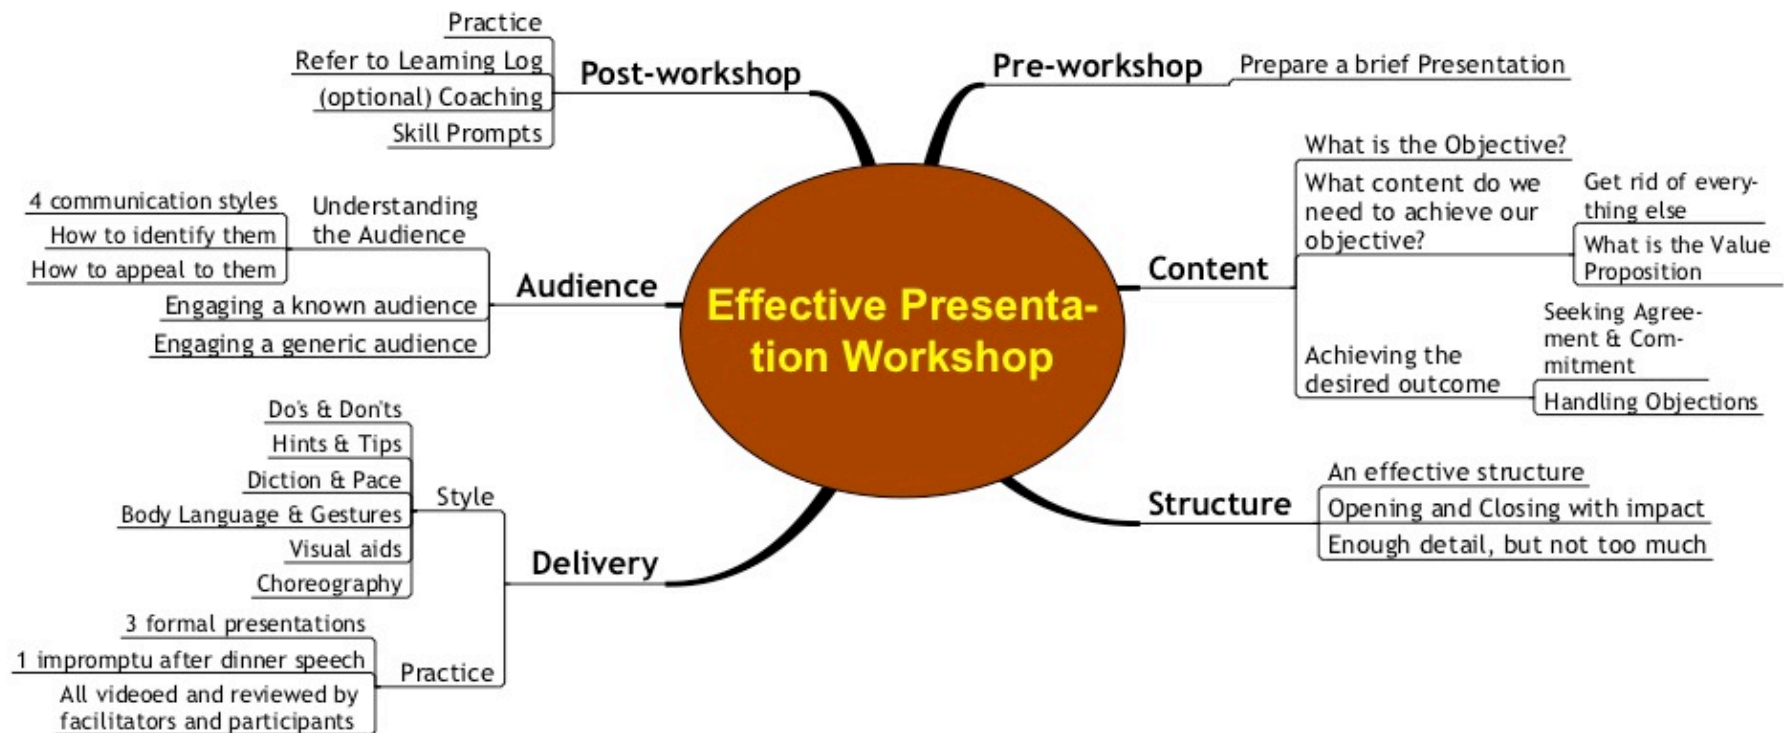 Effective Presenta-
tion Workshop
Pre-workshop
Prepare a brief Presentation
Content
What is the Objective?
What content do we
need to achieve our
objective?
Get rid of every-
thing else
What is the Value
Proposition
Achieving the
desired outcome
Seeking Agree-
ment & Com-
mitment
Handling Objections
Structure
An effective structure
Opening and Closing with impact
Enough detail, but not too much
Delivery
Style
Do's & Don'ts
Hints & Tips
Diction & Pace
Body Language & Gestures
Visual aids
Choreography
Practice
3 formal presentations
1 impromptu after dinner speech
All videoed and reviewed by
facilitators and participants
Audience
Understanding
the Audience
4 communication styles
How to identify them
How to appeal to them
Engaging a known audience
Engaging a generic audience
Post-workshop
Practice
Refer to Learning Log
(optional) Coaching
Skill Prompts